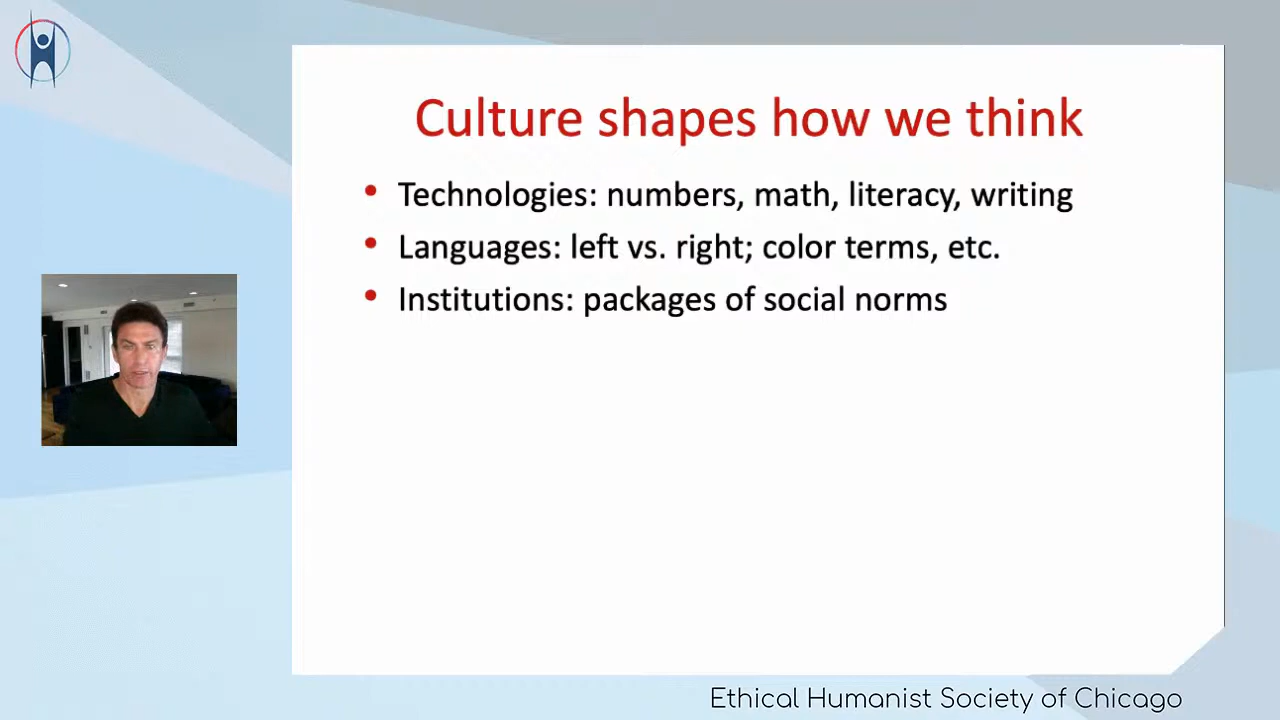 Culture shapes how we think
• Technologies: numbers, math, literacy, writing
• Languages: left vs. right; color terms, etc.
• Institutions: packages of social norms
Ethical Humanist Society of Chicago